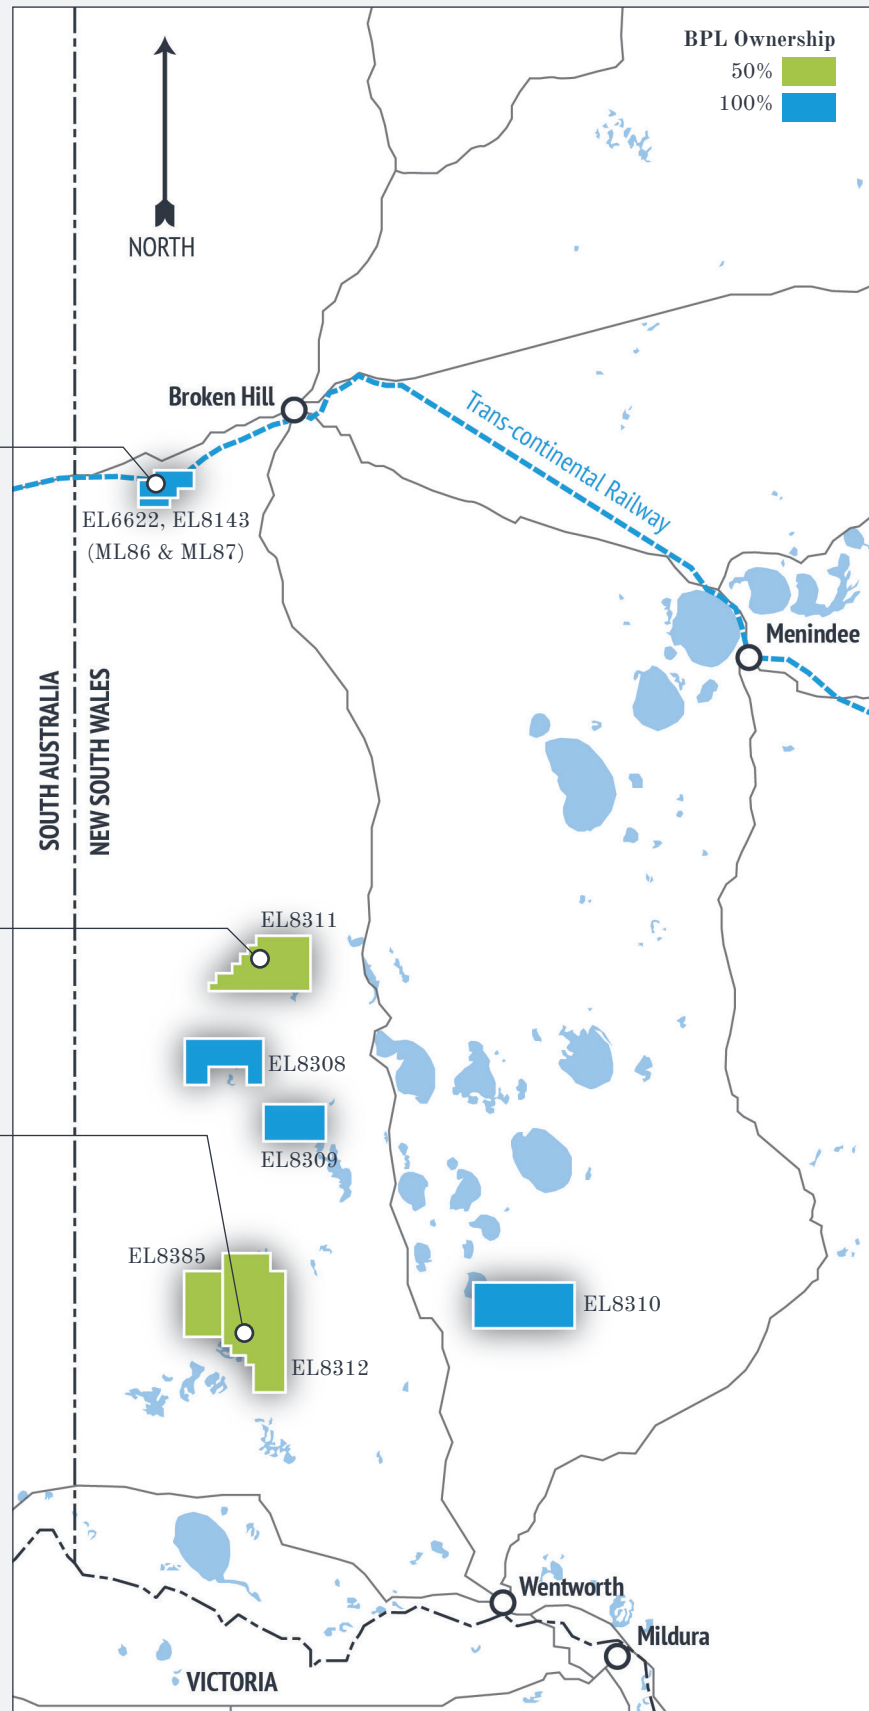 BPL Ownership
50%
100%
NORTH
Broken Hill
Trans-continental Railway
EL6622, EL8143
(ML86 & ML87)
Menindee
SOUTH AUSTRALIA
NEW SOUTH WALES
EL8311
EL8308
EL8309
EL8385
EL8310
EL8312
Wentworth
Mildura
VICTORIA